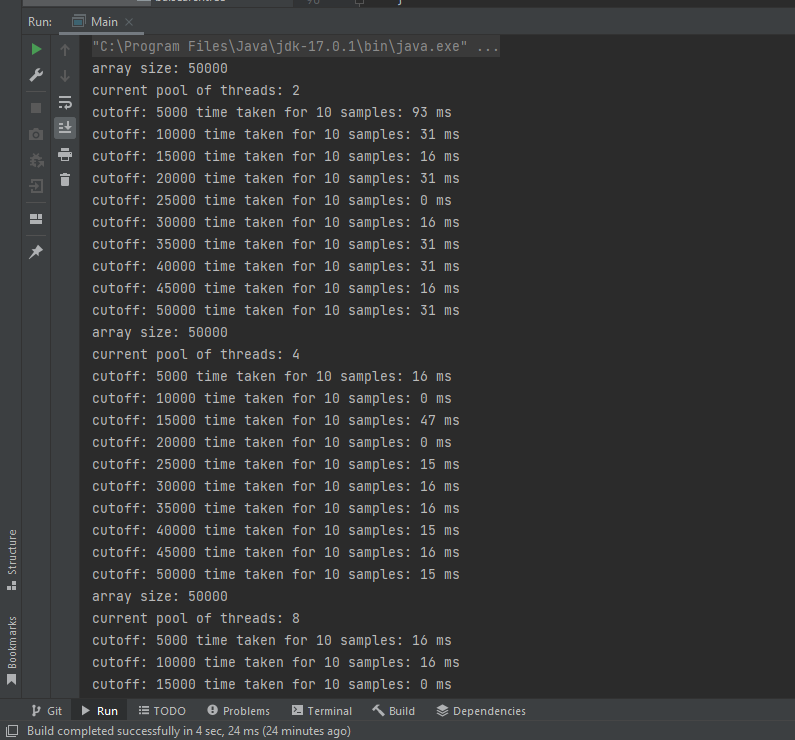 Run: Main
"C:\Program Files\Java\jdk-17.0.1\bin\java.exe" ...
array size: 50000
current pool of threads: 2
cutoff: 5000 time taken for 10 samples: 93 ms
cutoff: 10000 time taken for 10 samples: 31 ms
cutoff: 15000 time taken for 10 samples: 16 ms
cutoff: 20000 time taken for 10 samples: 31 ms
cutoff: 25000 time taken for 10 samples: 0 ms
cutoff: 30000 time taken for 10 samples: 16 ms
cutoff: 35000 time taken for 10 samples: 31 ms
cutoff: 40000 time taken for 10 samples: 31 ms
cutoff: 45000 time taken for 10 samples: 16 ms
cutoff: 50000 time taken for 10 samples: 31 ms
array size: 50000
current pool of threads: 4
cutoff: 5000 time taken for 10 samples: 16 ms
cutoff: 10000 time taken for 10 samples: 0 ms
cutoff: 15000 time taken for 10 samples: 47 ms
cutoff: 20000 time taken for 10 samples: 0 ms
cutoff: 25000 time taken for 10 samples: 15 ms
cutoff: 30000 time taken for 10 samples: 16 ms
cutoff: 35000 time taken for 10 samples: 16 ms
cutoff: 40000 time taken for 10 samples: 15 ms
cutoff: 45000 time taken for 10 samples: 16 ms
cutoff: 50000 time taken for 10 samples: 15 ms
array size: 50000
current pool of threads: 8
cutoff: 5000 time taken for 10 samples: 16 ms
cutoff: 10000 time taken for 10 samples: 16 ms
cutoff: 15000 time taken for 10 samples: 0 ms
Structure
Bookmarks
Git Run TODO Problems Terminal Build Dependencies
Build completed successfully in 4 sec, 24 ms (24 minutes ago)